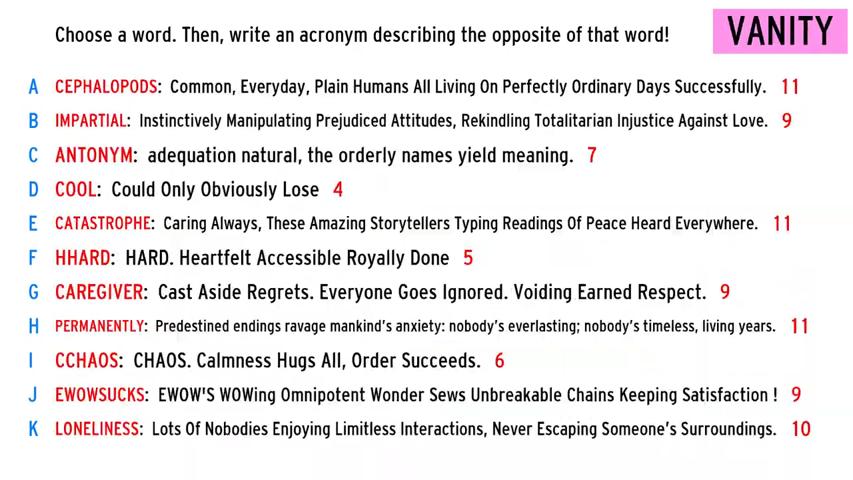 Choose a word. Then, write an acronym describing the opposite of that word!
VANITY
A CEPHALOPODS: Common, Everyday, Plain Humans All Living On Perfectly Ordinary Days Successfully. 11
B IMPARTIAL: Instinctively Manipulating Prejudiced Attitudes, Rekindling Totalitarian Injustice Against Love. 9
C ANTONYM: adequation natural, the orderly names yield meaning. 7
D COOL: Could Only Obviously Lose 4
E CATASTROPHE: Caring Always, These Amazing Storytellers Typing Readings Of Peace Heard Everywhere. 11
F HHARD: HARD. Heartfelt Accessible Royally Done 5
G CAREGIVER: Cast Aside Regrets. Everyone Goes Ignored. Voiding Earned Respect. 9
H PERMANENTLY: Predestined endings ravage mankind's anxiety: nobody's everlasting; nobody's timeless, living years. 11
I CCHAOS: CHAOS. Calmness Hugs All, Order Succeeds. 6
J EWOWSUCKS: EWOW'S WOWing Omnipotent Wonder Sews Unbreakable Chains Keeping Satisfaction ! 9
K LONELINESS: Lots Of Nobodies Enjoying Limitless Interactions, Never Escaping Someone's Surroundings. 10